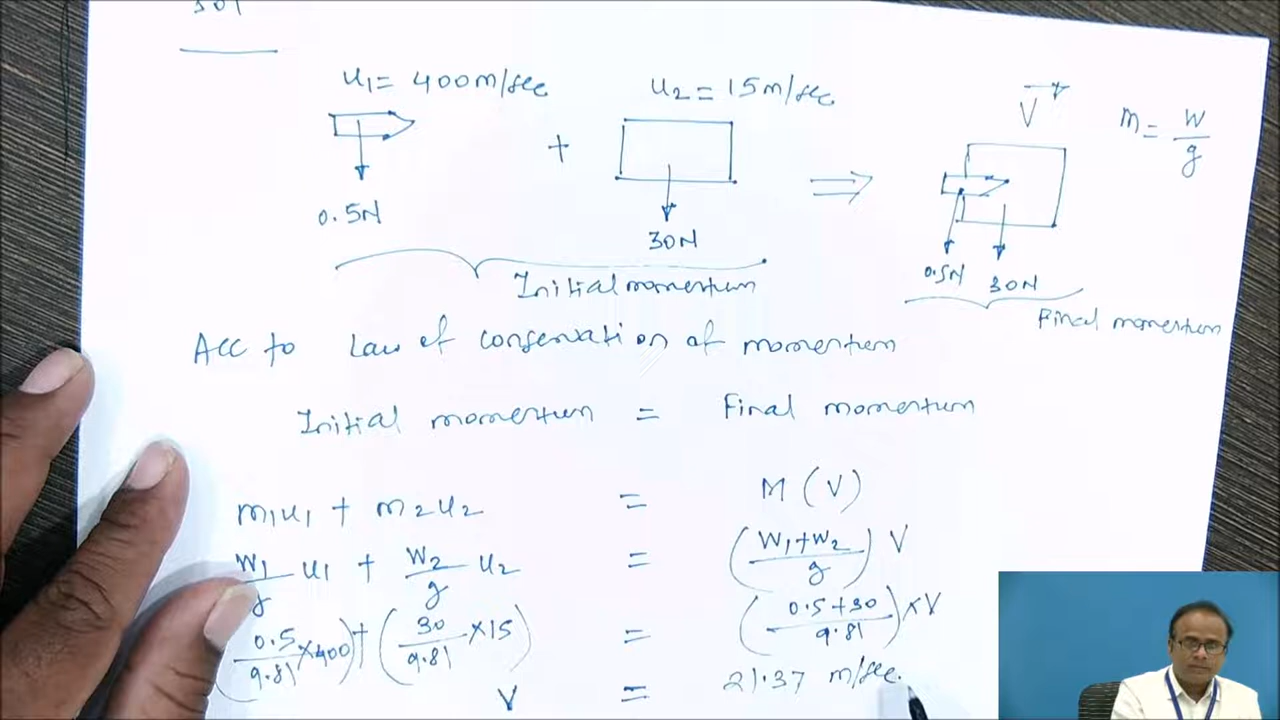 u1 = 400m/sec u2 = 15m/sec V
m = W/g
+
0.5N 30N 0.5N 30N
Initial momentum Final momentum
Acc to Law of conservation of momentum
Initial momentum = Final momentum
m1u1 + m2u2 = M (V)
W1/g u1 + W2/g u2 = (W1+W2/g) V
(0.5/9.81 ×400) + (30/9.81 ×15) = (0.5+30/9.81) ×V
V = 21.37 m/sec.